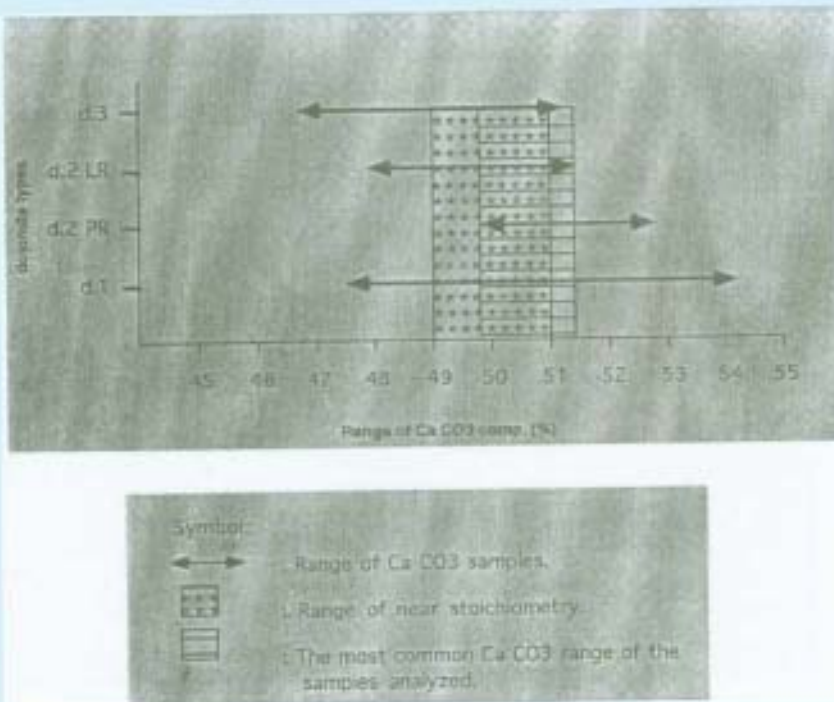 d.3
d.2 LR
d.2 PR
d.1
dolomite Types
45 46 47 48 49 50 51 52 53 54 55
Range of Ca CO3 comp. (%)
Symbol:
: Range of Ca CO3 samples.
: Range of near stoichiometry
: The most common Ca CO3 range of the
samples analyzed.